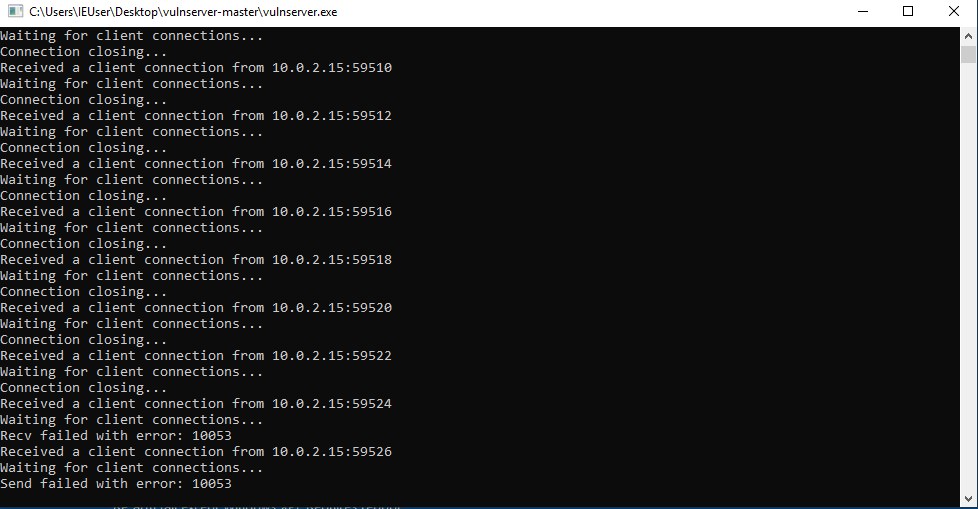 C:\Users\IEUser\Desktop\vulnserver-master\vulnserver.exe
Waiting for client connections...
Connection closing...
Received a client connection from 10.0.2.15:59510
Waiting for client connections...
Connection closing...
Received a client connection from 10.0.2.15:59512
Waiting for client connections...
Connection closing...
Received a client connection from 10.0.2.15:59514
Waiting for client connections...
Connection closing...
Received a client connection from 10.0.2.15:59516
Waiting for client connections...
Connection closing...
Received a client connection from 10.0.2.15:59518
Waiting for client connections...
Connection closing...
Received a client connection from 10.0.2.15:59520
Waiting for client connections...
Connection closing...
Received a client connection from 10.0.2.15:59522
Waiting for client connections...
Connection closing...
Received a client connection from 10.0.2.15:59524
Waiting for client connections...
Recv failed with error: 10053
Received a client connection from 10.0.2.15:59526
Waiting for client connections...
Send failed with error: 10053